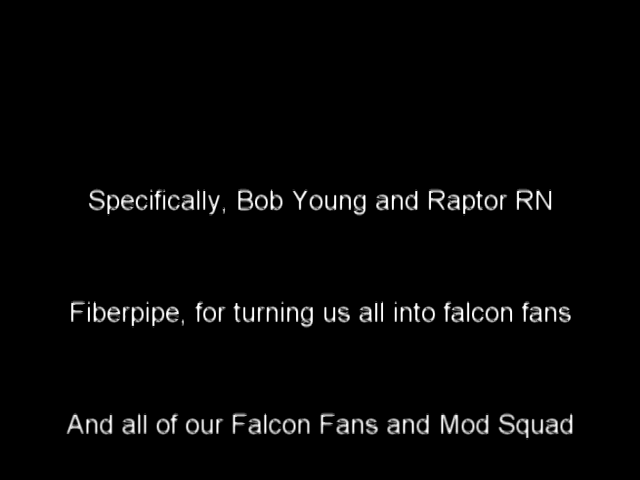 Specifically, Bob Young and Raptor RN
Fiberpipe, for turning us all into falcon fans
And all of our Falcon Fans and Mod Squad